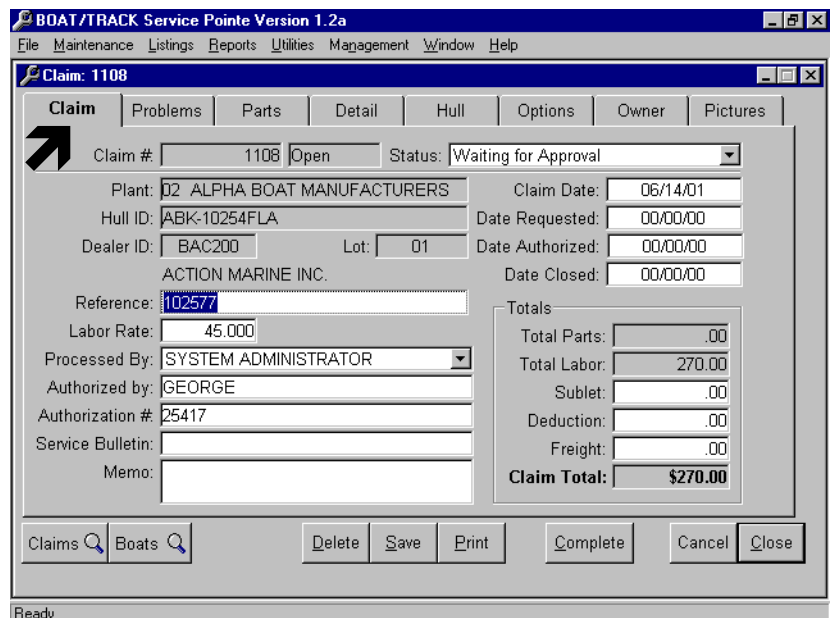 BOAT/TRACK Service Pointe Version 1.2a
File Maintenance Listings Reports Utilities Management Window Help
Claim: 1108
Claim Problems Parts Detail Hull Options Owner Pictures
Claim #: 1108 Open Status: Waiting for Approval
Plant: 02 ALPHA BOAT MANUFACTURERS Claim Date: 06/14/01
Hull ID: ABK-10254FLA Date Requested: 00/00/00
Dealer ID: BAC200 Lot: 01 Date Authorized: 00/00/00
ACTION MARINE INC. Date Closed: 00/00/00
Reference: 102577 Totals
Labor Rate: 45.000 Total Parts: .00
Processed By: SYSTEM ADMINISTRATOR Total Labor: 270.00
Authorized by: GEORGE Sublet: .00
Authorization #: 25417 Deduction: .00
Service Bulletin: Freight: .00
Memo: Claim Total: $270.00
Claims Boats Delete Save Print Complete Cancel Close
Ready